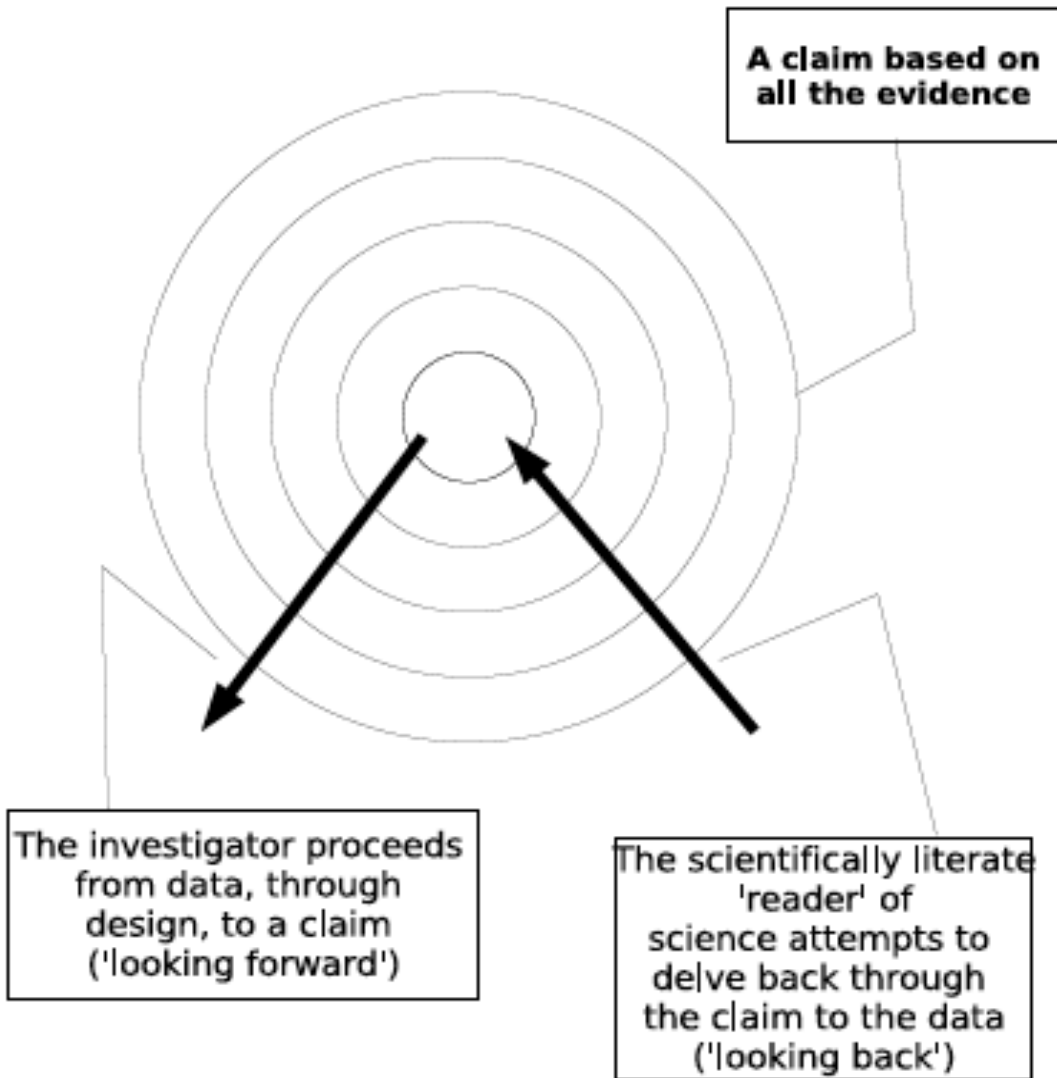 A claim based on
all the evidence
The investigator proceeds
from data, through
design, to a claim
('looking forward')
The scientifically literate
'reader' of
science attempts to
delve back through
the claim to the data
('looking back')